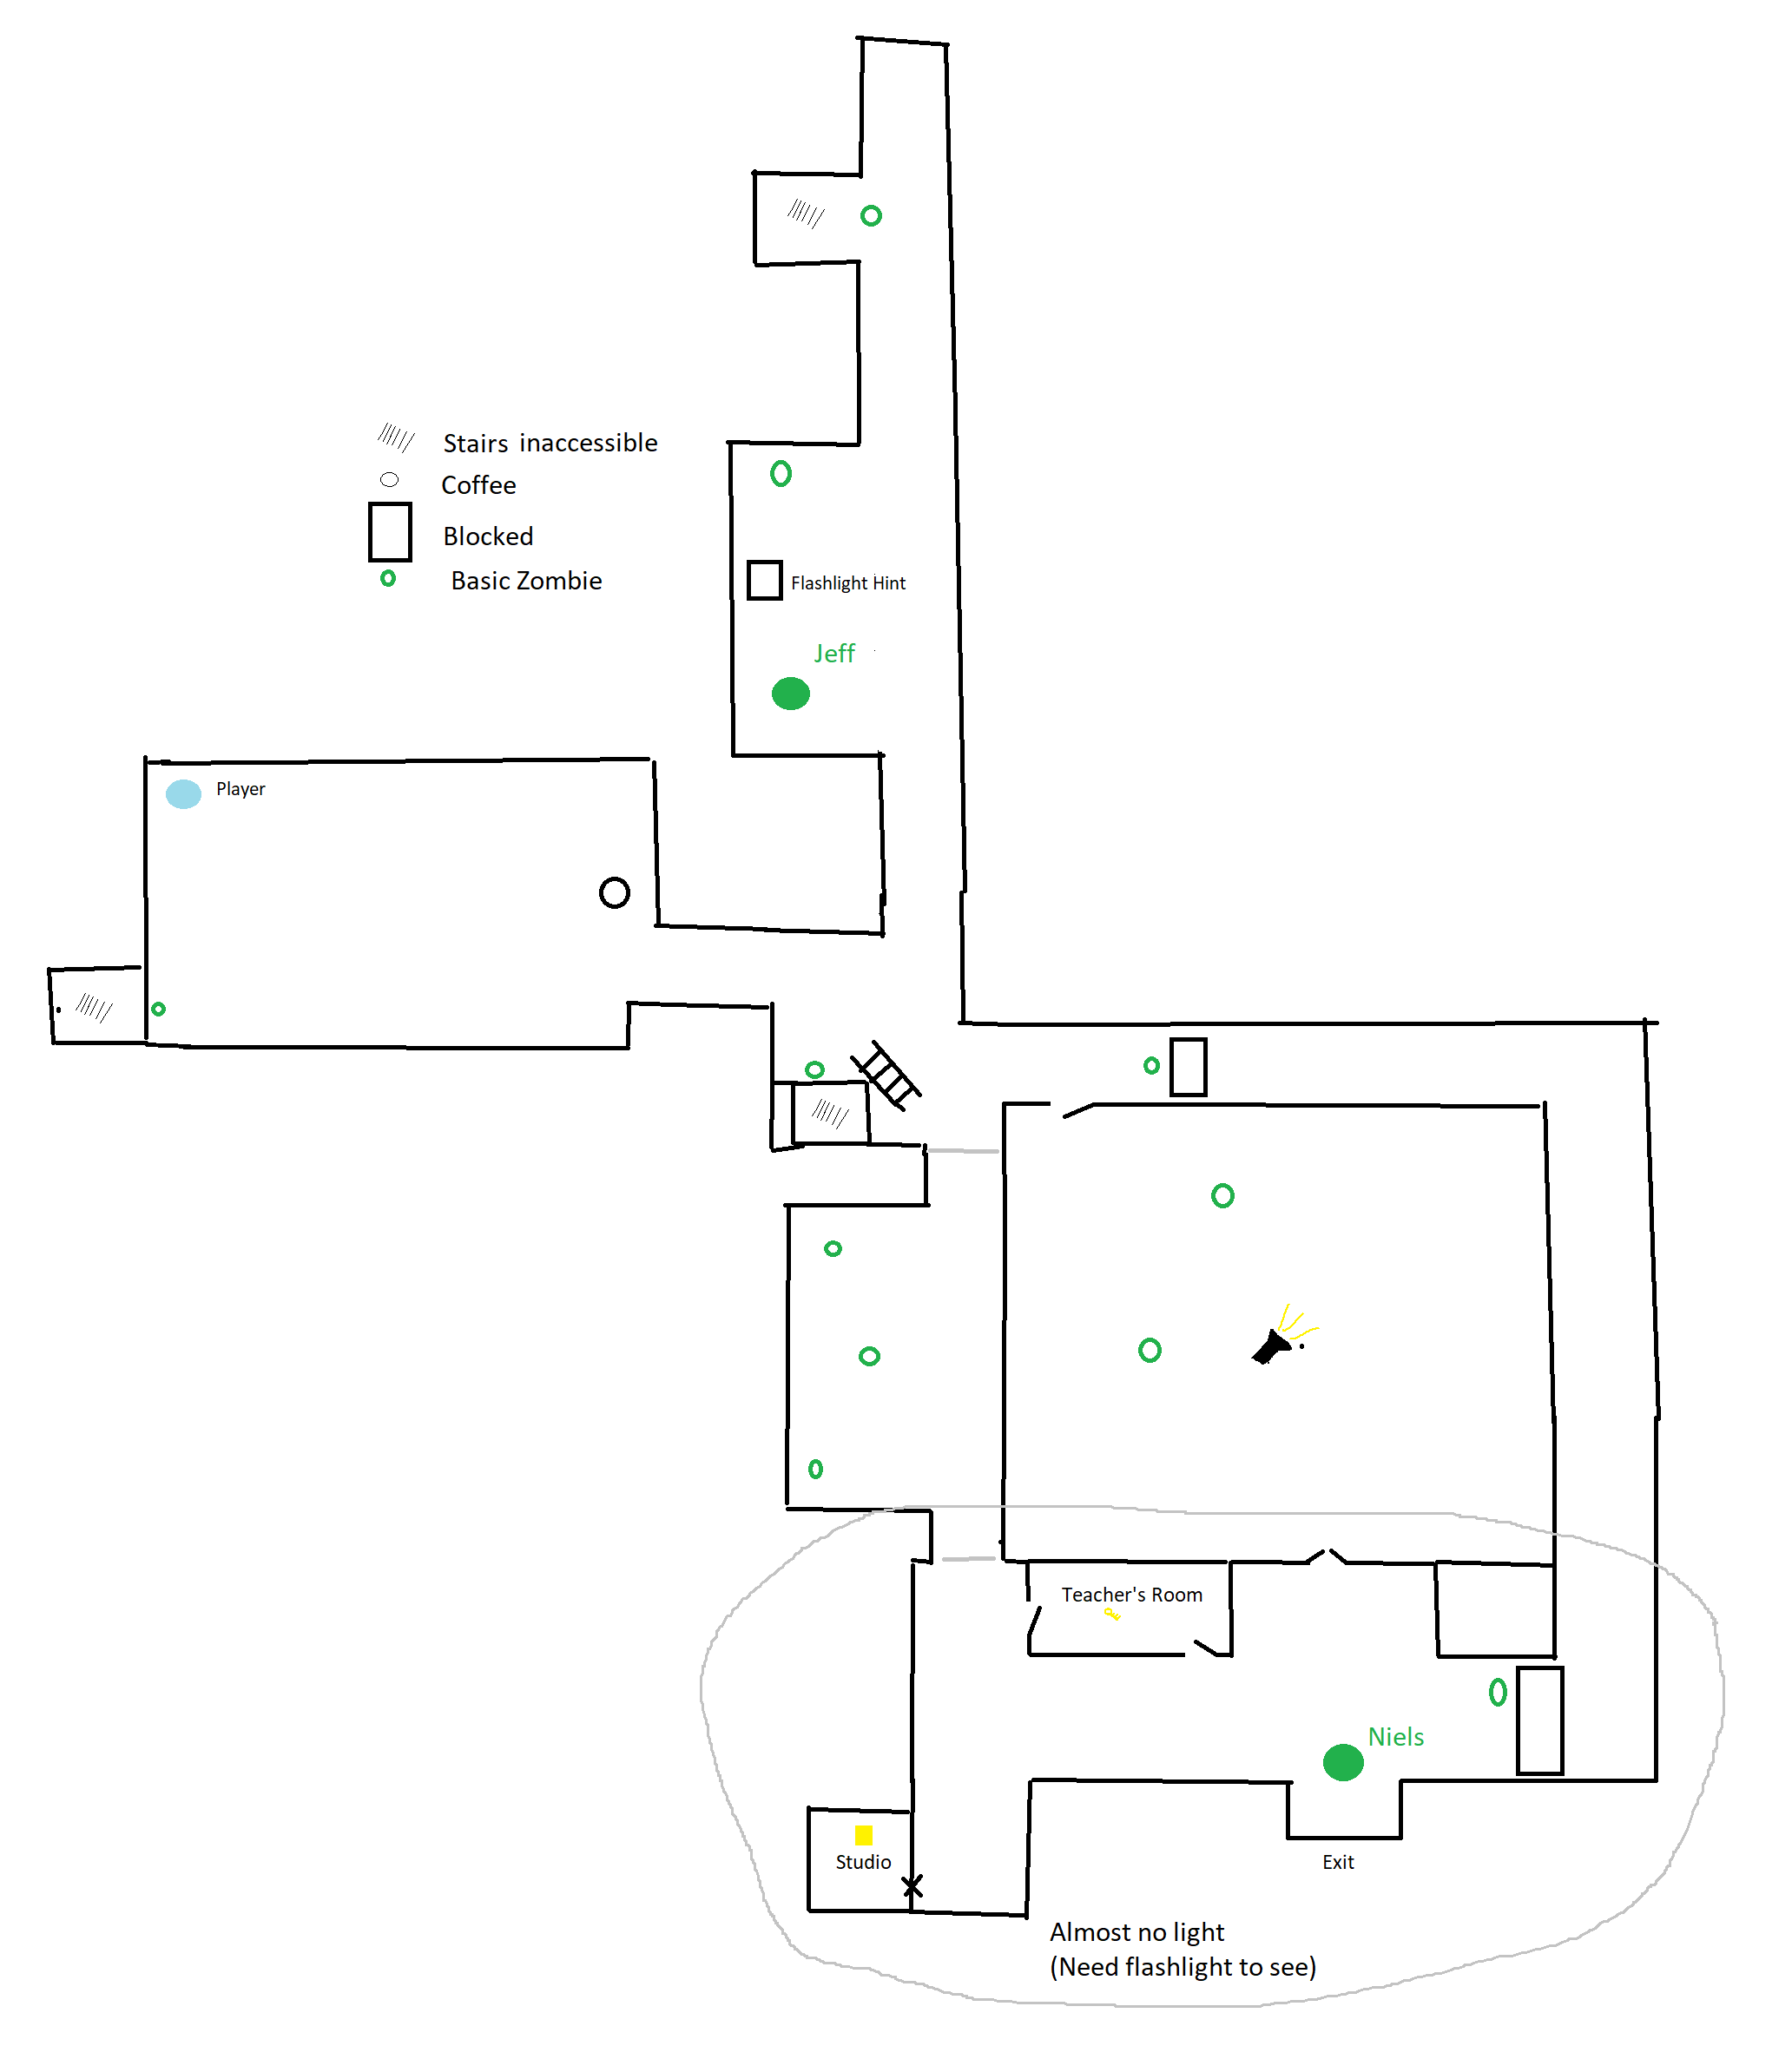 Stairs inaccessible
Coffee
Blocked
Basic Zombie
Flashlight Hint
Jeff
Player
Teacher's Room
Niels
Studio
Exit
Almost no light
(Need flashlight to see)